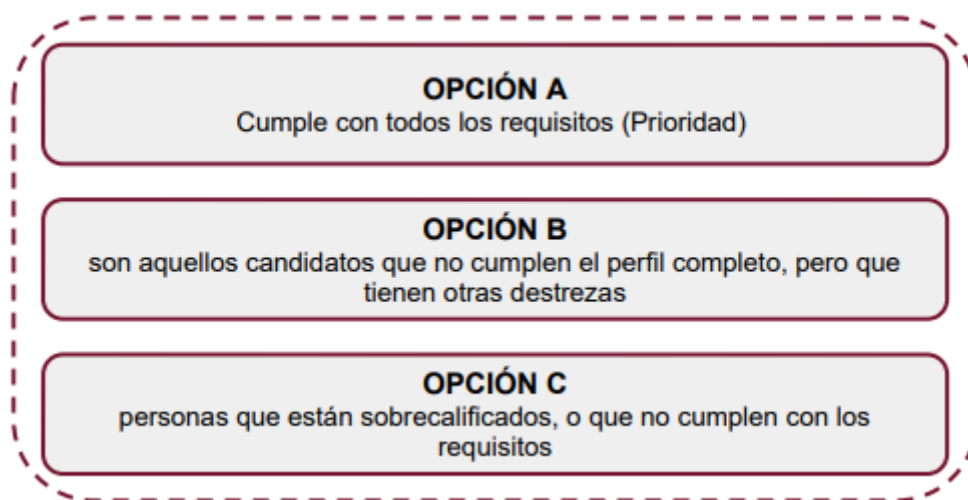 OPCIÓN A
Cumple con todos los requisitos (Prioridad)
OPCIÓN B
son aquellos candidatos que no cumplen el perfil completo, pero que
tienen otras destrezas
OPCIÓN C
personas que están sobrecalificados, o que no cumplen con los
requisitos